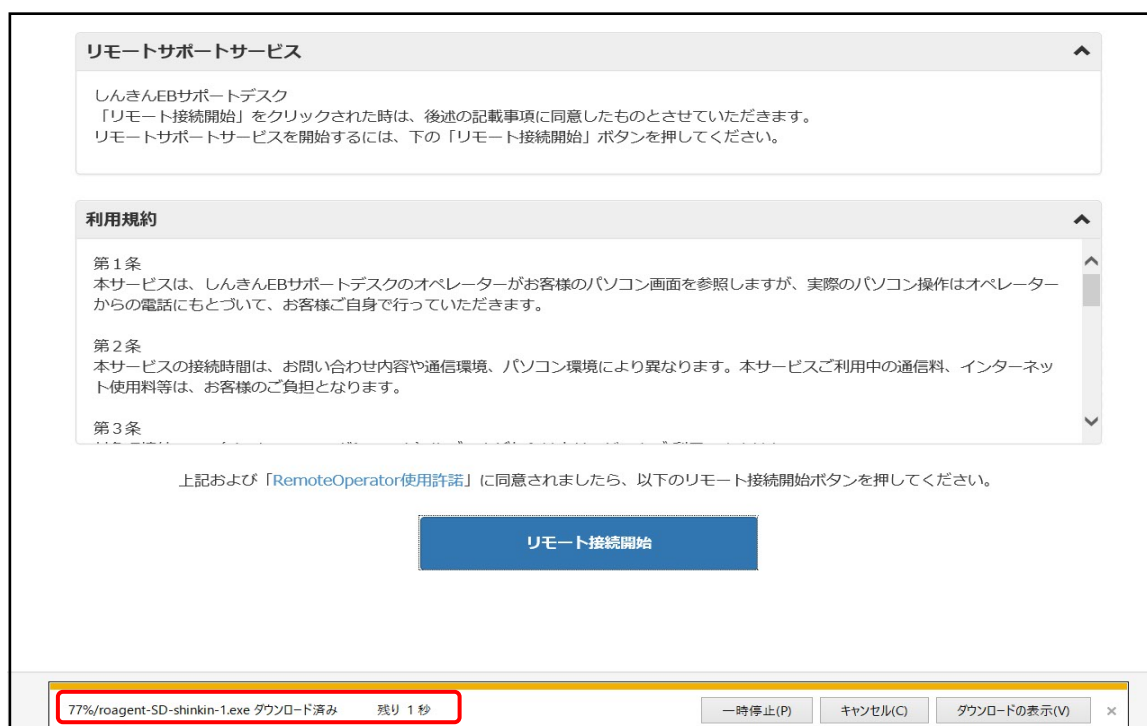 リモートサポートサービス
しんきんEBサポートデスク
「リモート接続開始」をクリックされた時は、後述の記載事項に同意したものとさせていただきます。
リモートサポートサービスを開始するには、下の「リモート接続開始」ボタンを押してください。
利用規約
第1条
本サービスは、しんきんEBサポートデスクのオペレーターがお客様のパソコン画面を参照しますが、実際のパソコン操作はオペレーター
からの電話にもとづいて、お客様ご自身で行っていただきます。
第2条
本サービスの接続時間は、お問い合わせ内容や通信環境、パソコン環境により異なります。本サービスご利用中の通信料、インターネッ
ト使用料等は、お客様のご負担となります。
第3条
上記および「RemoteOperator使用許諾」に同意されましたら、以下のリモート接続開始ボタンを押してください。
リモート接続開始
77%/roagent-SD-shinkin-1.exe ダウンロード済み 残り 1 秒 一時停止(P) キャンセル(C) ダウンロードの表示(V) ×